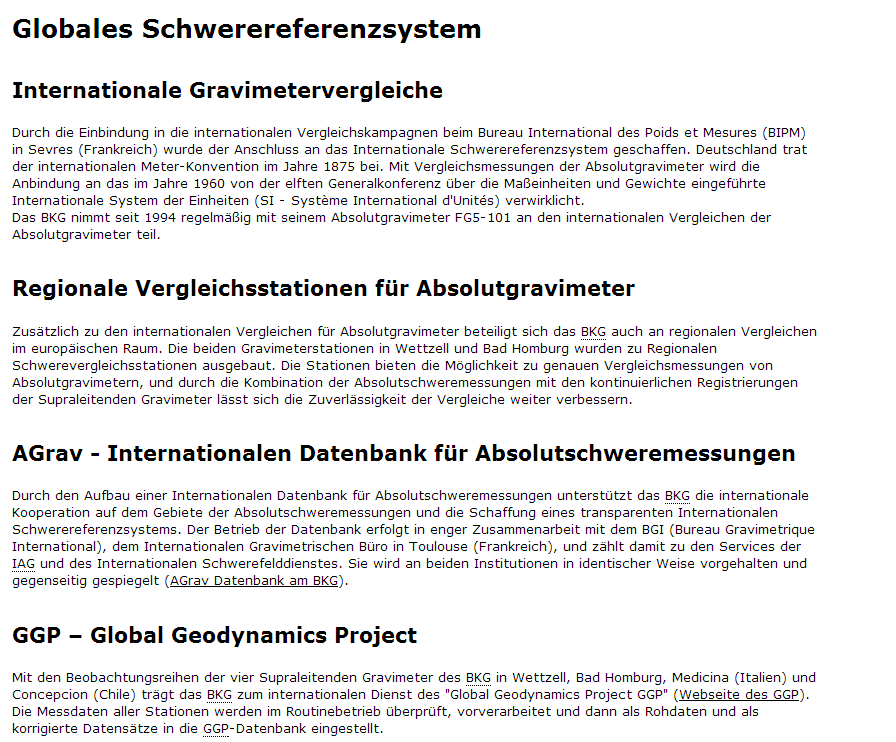 Globales Schwerereferenzsystem
Internationale Gravimetervergleiche
Durch die Einbindung in die internationalen Vergleichskampagnen beim Bureau International des Poids et Mesures (BIPM)
in Sevres (Frankreich) wurde der Anschluss an das Internationale Schwerereferenzsystem geschaffen. Deutschland trat
der internationalen Meter-Konvention im Jahre 1875 bei. Mit Vergleichsmessungen der Absolutgravimeter wird die
Anbindung an das im Jahre 1960 von der elften Generalkonferenz über die Maßeinheiten und Gewichte eingeführte
Internationale System der Einheiten (SI - Système International d'Unités) verwirklicht.
Das BKG nimmt seit 1994 regelmäßig mit seinem Absolutgravimeter FG5-101 an den internationalen Vergleichen der
Absolutgravimeter teil.
Regionale Vergleichsstationen für Absolutgravimeter
Zusätzlich zu den internationalen Vergleichen für Absolutgravimeter beteiligt sich das BKG auch an regionalen Vergleichen
im europäischen Raum. Die beiden Gravimeterstationen in Wettzell und Bad Homburg wurden zu Regionalen
Schwerevergleichsstationen ausgebaut. Die Stationen bieten die Möglichkeit zu genauen Vergleichsmessungen von
Absolutgravimetern, und durch die Kombination der Absolutschweremessungen mit den kontinuierlichen Registrierungen
der Supraleitenden Gravimeter lässt sich die Zuverlässigkeit der Vergleiche weiter verbessern.
AGrav - Internationalen Datenbank für Absolutschweremessungen
Durch den Aufbau einer Internationalen Datenbank für Absolutschweremessungen unterstützt das BKG die internationale
Kooperation auf dem Gebiete der Absolutschweremessungen und die Schaffung eines transparenten Internationalen
Schwerereferenzsystems. Der Betrieb der Datenbank erfolgt in enger Zusammenarbeit mit dem BGI (Bureau Gravimetrique
International), dem Internationalen Gravimetrischen Büro in Toulouse (Frankreich), und zählt damit zu den Services der
IAG und des Internationalen Schwerefelddienstes. Sie wird an beiden Institutionen in identischer Weise vorgehalten und
gegenseitig gespiegelt (AGrav Datenbank am BKG).
GGP – Global Geodynamics Project
Mit den Beobachtungsreihen der vier Supraleitenden Gravimeter des BKG in Wettzell, Bad Homburg, Medicina (Italien) und
Concepcion (Chile) trägt das BKG zum internationalen Dienst des "Global Geodynamics Project GGP" (Webseite des GGP).
Die Messdaten aller Stationen werden im Routinebetrieb überprüft, vorverarbeitet und dann als Rohdaten und als
korrigierte Datensätze in die GGP-Datenbank eingestellt.